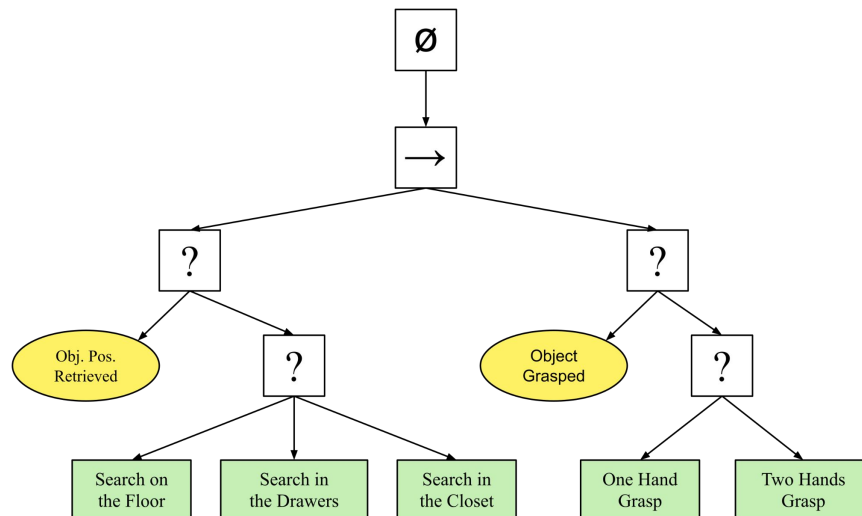 Ø
→
?
?
Obj. Pos.
Retrieved
?
Object
Grasped
?
Search on
the Floor
Search in
the Drawers
Search in
the Closet
One Hand
Grasp
Two Hands
Grasp